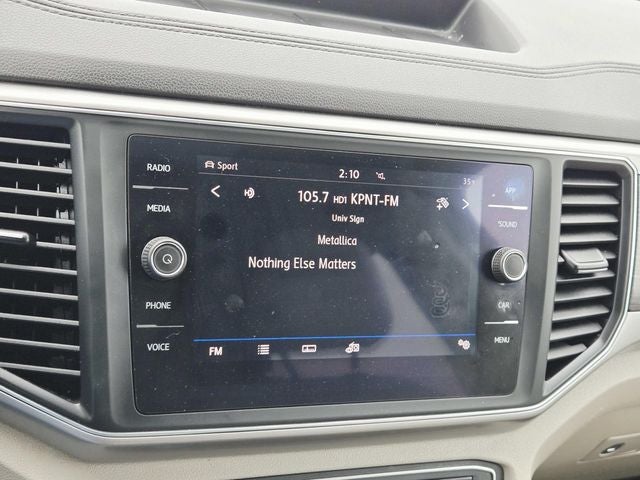 RADIO
MEDIA
PHONE
VOICE
Sport
2:10
35°F
105.7 HD1 KPNT-FM
Univ Sign
Metallica
Nothing Else Matters
FM
APP
SOUND
CAR
MENU